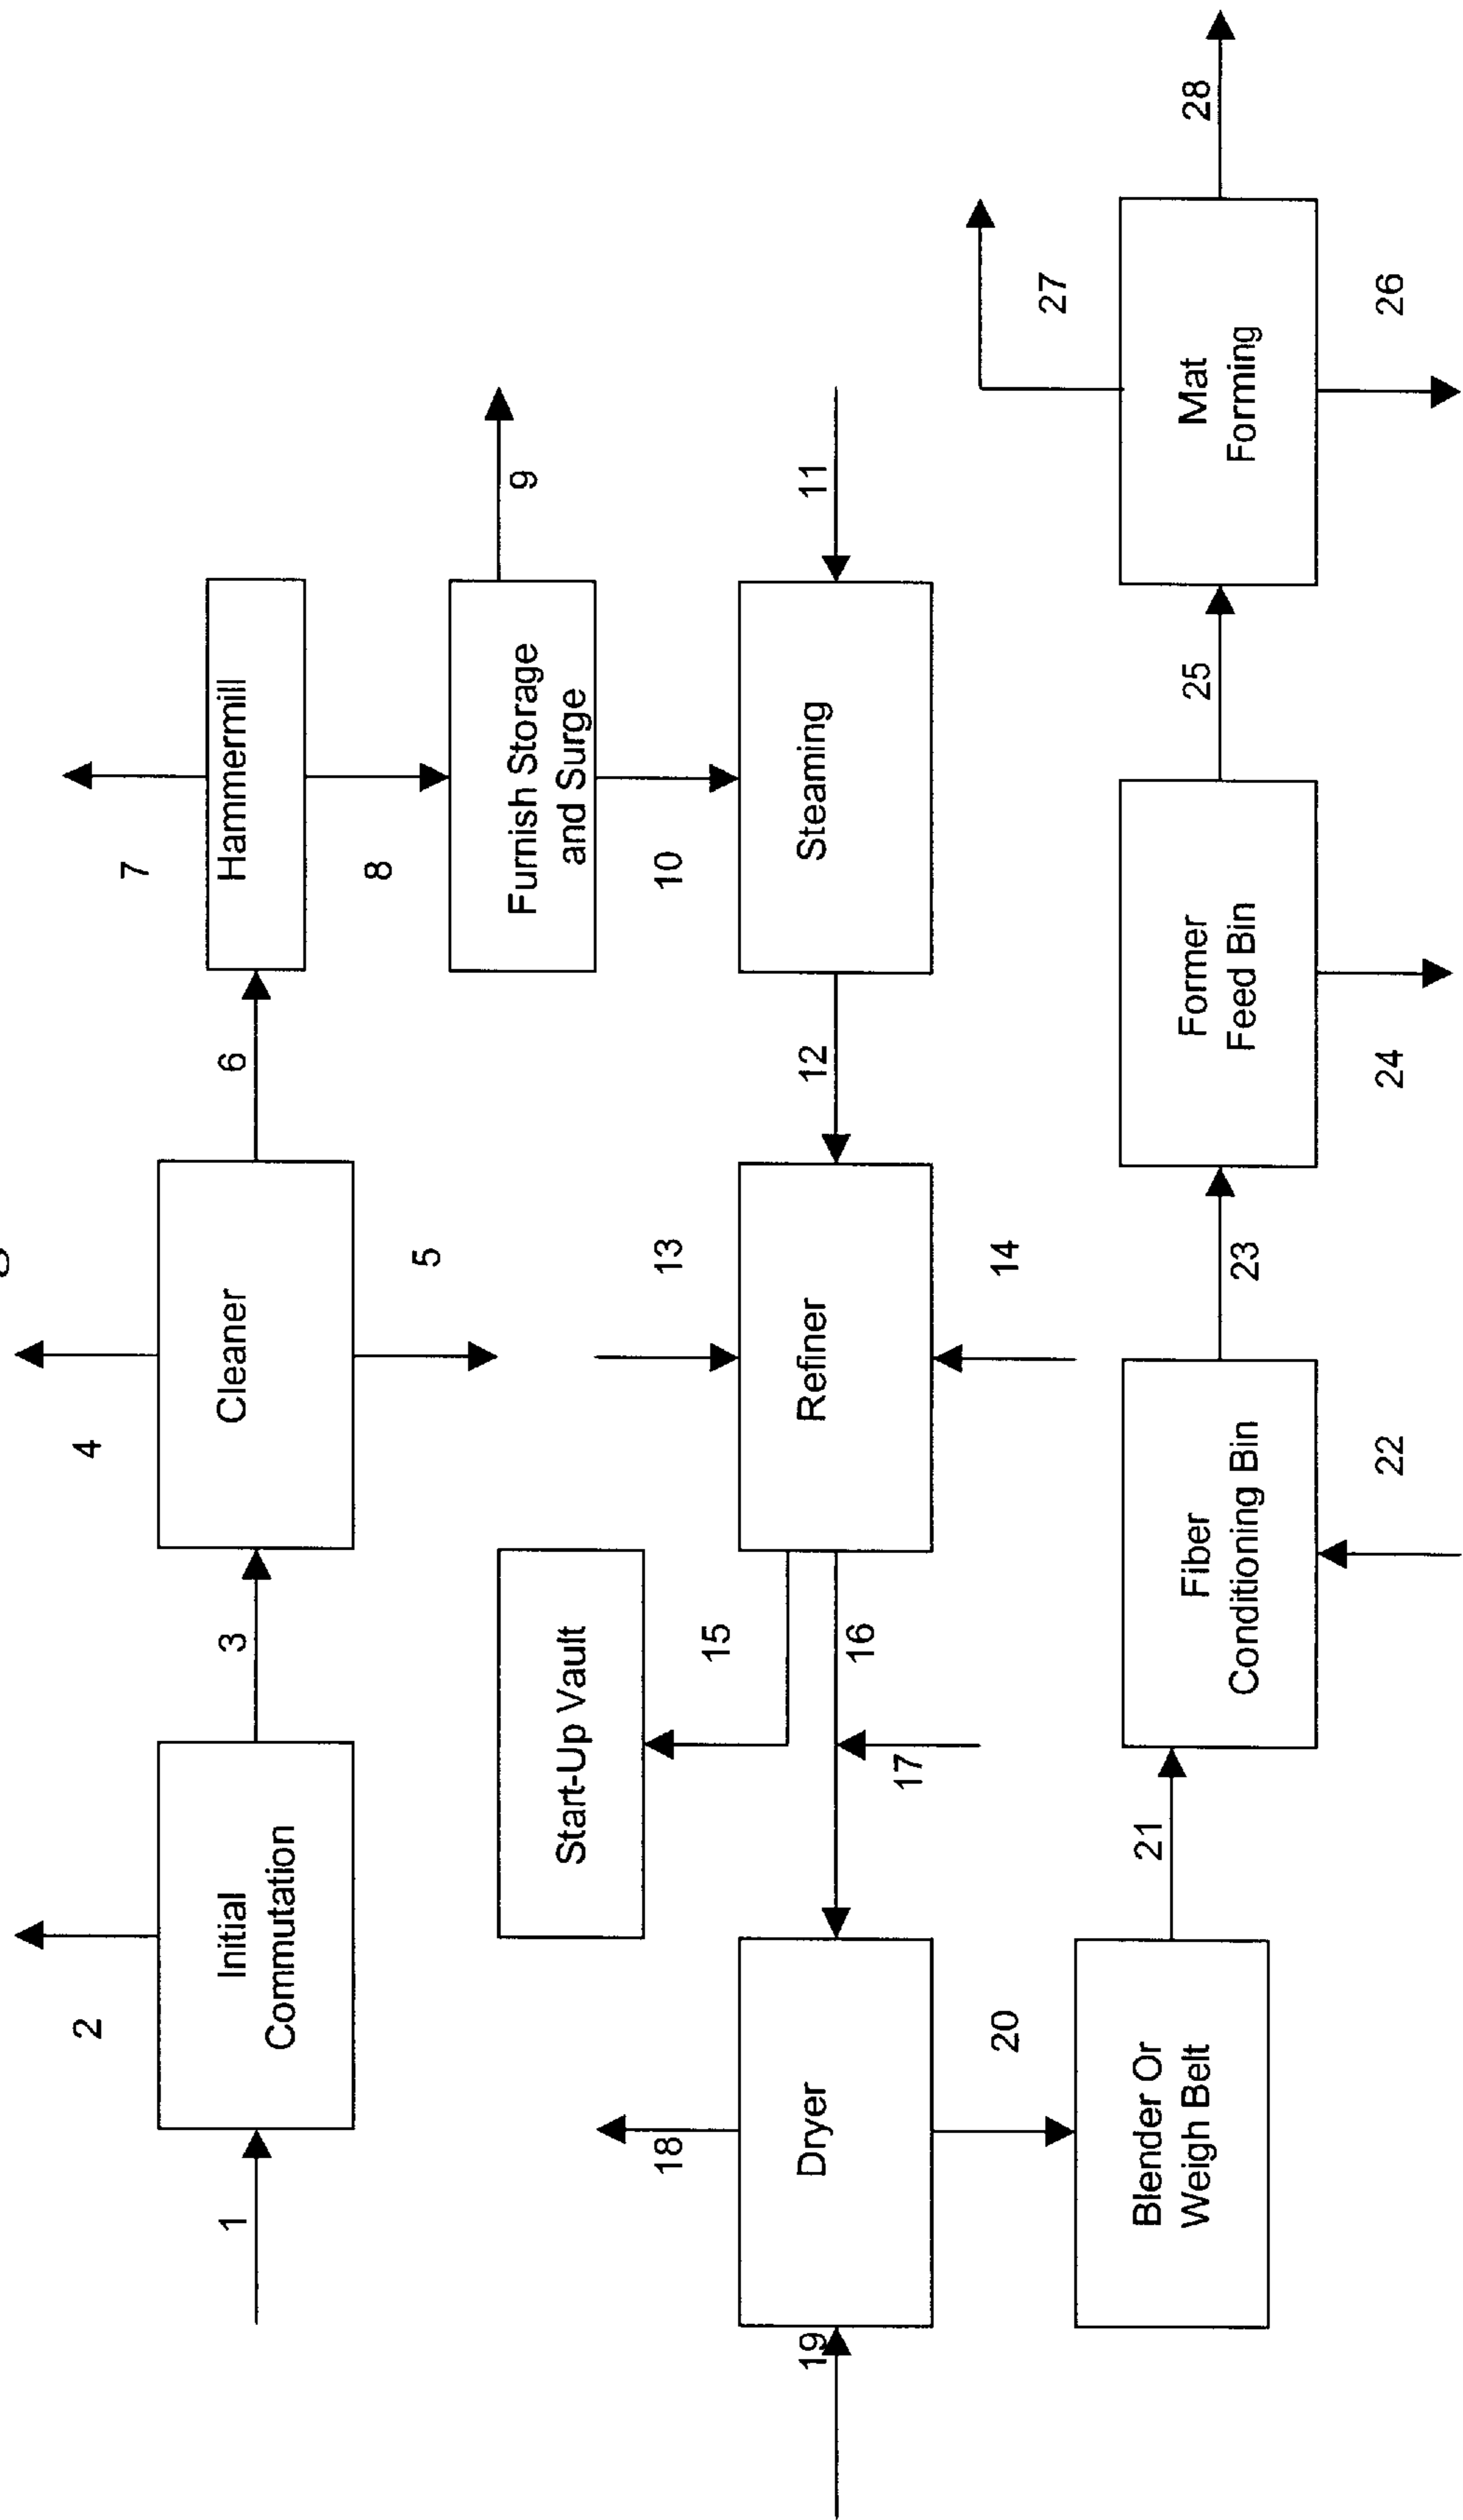 2
4
7
1
Initial
Commutation
3
Cleaner
6
Hammermill
8
5
9
Start-Up Vault
Furnish Storage
and Surge
18
15
13
10
19
Dryer
16
Refiner
12
Steaming
11
17
20
14
27
Blender Or
Weigh Belt
21
Fiber
Conditioning Bin
23
Former
Feed Bin
25
Mat
Forming
28
22
24
26